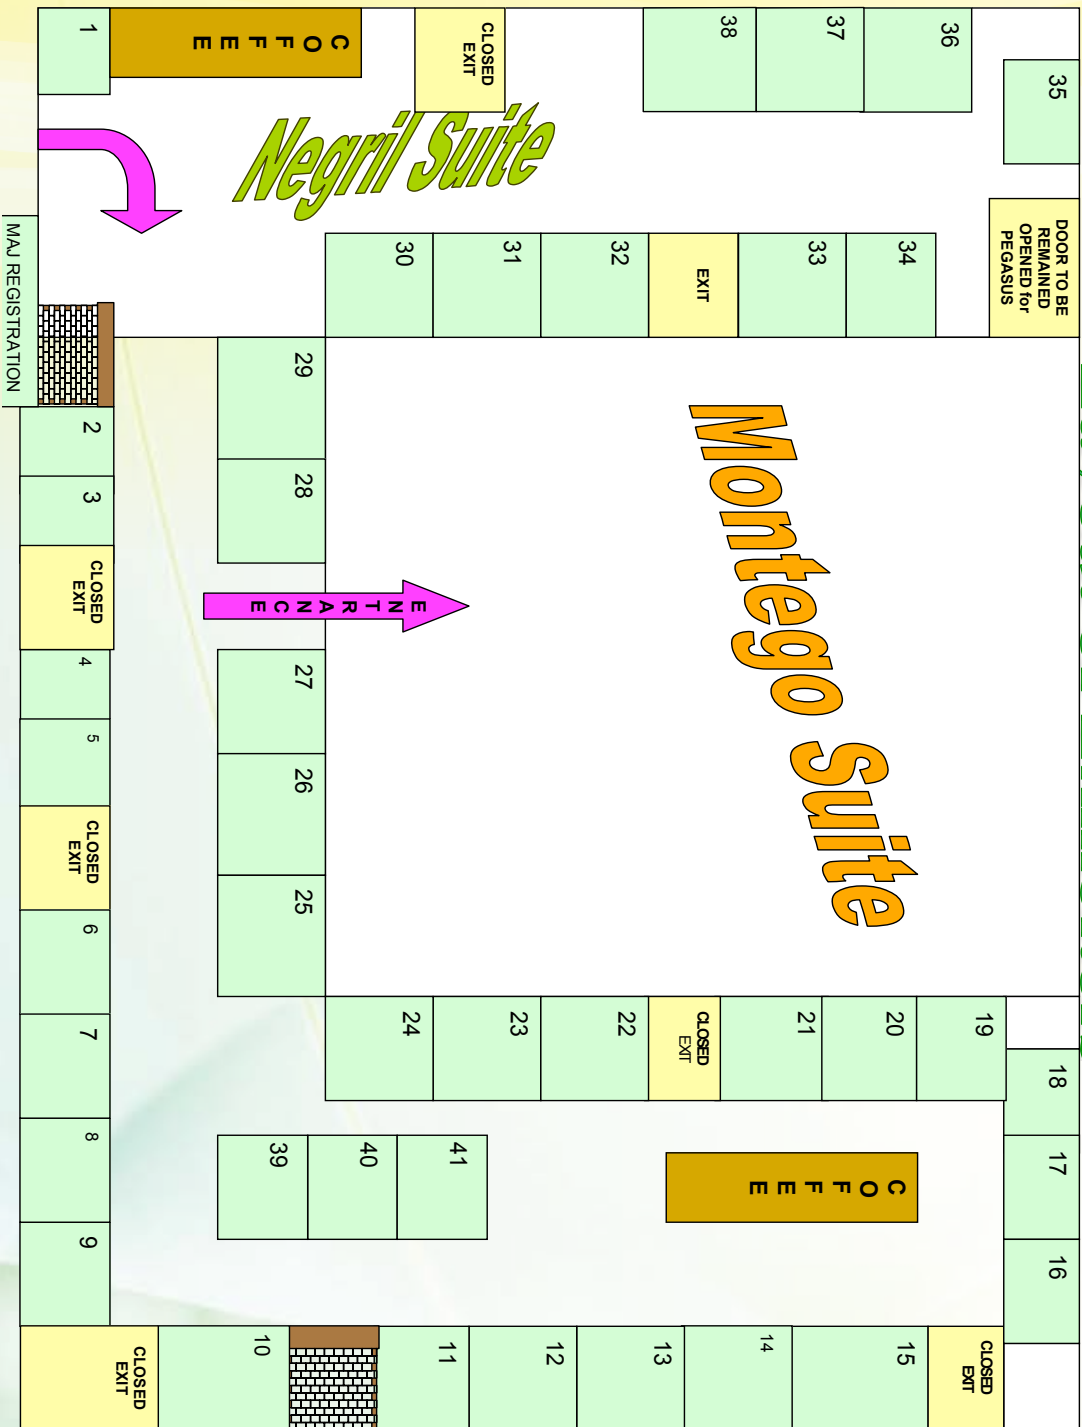 1
COFFEE
CLOSED
EXIT
38
37
36
35
Negril Suite
DOOR TO BE
REMAINED
OPENED for
PEGASUS
30
31
32
EXIT
33
34
MAJ REGISTRATION
2
3
CLOSED
EXIT
4
5
CLOSED
EXIT
6
7
8
9
29
28
ENTRANCE
27
26
25
Montego Suite
24
23
22
CLOSED
EXIT
21
20
19
18
17
16
39
40
41
COFFEE
CLOSED
EXIT
10
11
12
13
14
15
CLOSED
EXIT